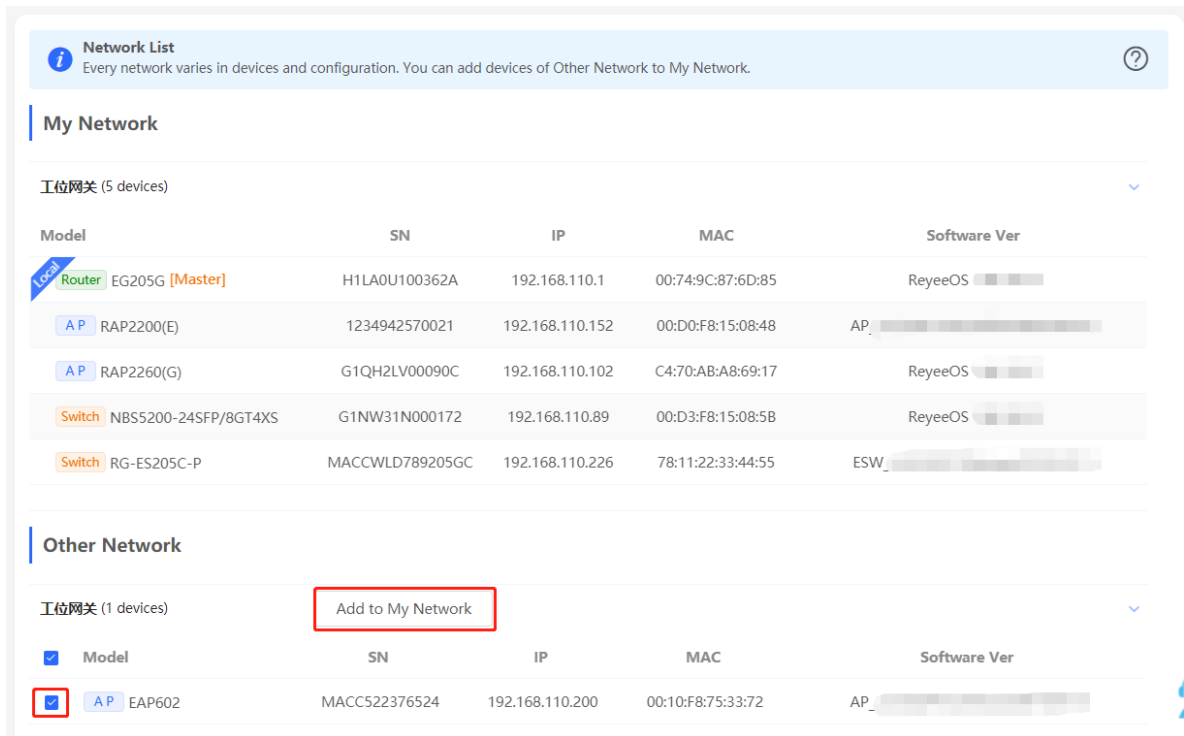 Network List
Every network varies in devices and configuration. You can add devices of Other Network to My Network.
My Network
工位网关 (5 devices)
Model SN IP MAC Software Ver
Local Router EG205G [Master] H1LA0U100362A 192.168.110.1 00:74:9C:87:6D:85 ReyeeOS
AP RAP2200(E) 1234942570021 192.168.110.152 00:D0:F8:15:08:48 AP_
AP RAP2260(G) G1QH2LV00090C 192.168.110.102 C4:70:AB:A8:69:17 ReyeeOS
Switch NBS5200-24SFP/8GT4XS G1NW31N000172 192.168.110.89 00:D3:F8:15:08:5B ReyeeOS
Switch RG-ES205C-P MACCWLD789205GC 192.168.110.226 78:11:22:33:44:55 ESW_
Other Network
工位网关 (1 devices) Add to My Network
Model SN IP MAC Software Ver
AP EAP602 MACC522376524 192.168.110.200 00:10:F8:75:33:72 AP_